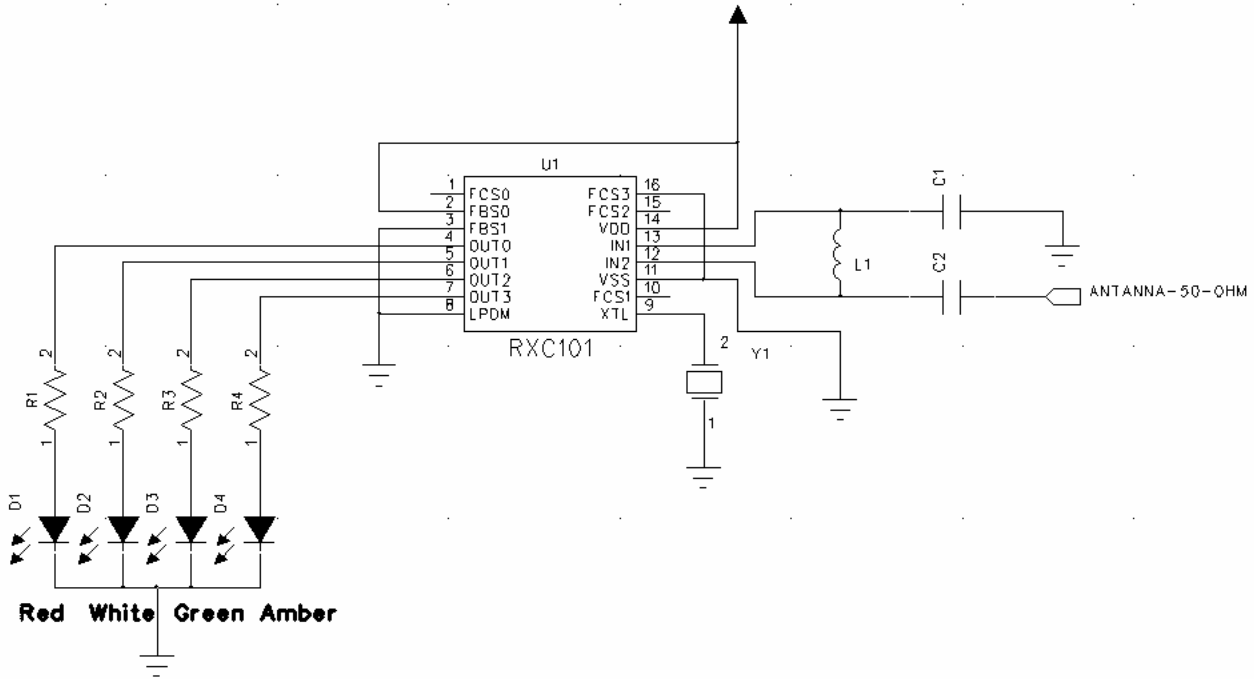 U1
1 FCS0 FCS3 16
2 FBS0 FCS2 15
3 FBS1 VDD 14
4 OUT0 IN1 13
5 OUT1 IN2 12
6 OUT2 VSS 11
7 OUT3 FCS1 10
8 LPDM XTL 9
RXC101
C1
L1
C2
ANTANNA-50-OHM
2 Y1
1
2 2 2 2
R1 R2 R3 R4
1 1 1 1
D1 D2 D3 D4
Red White Green Amber